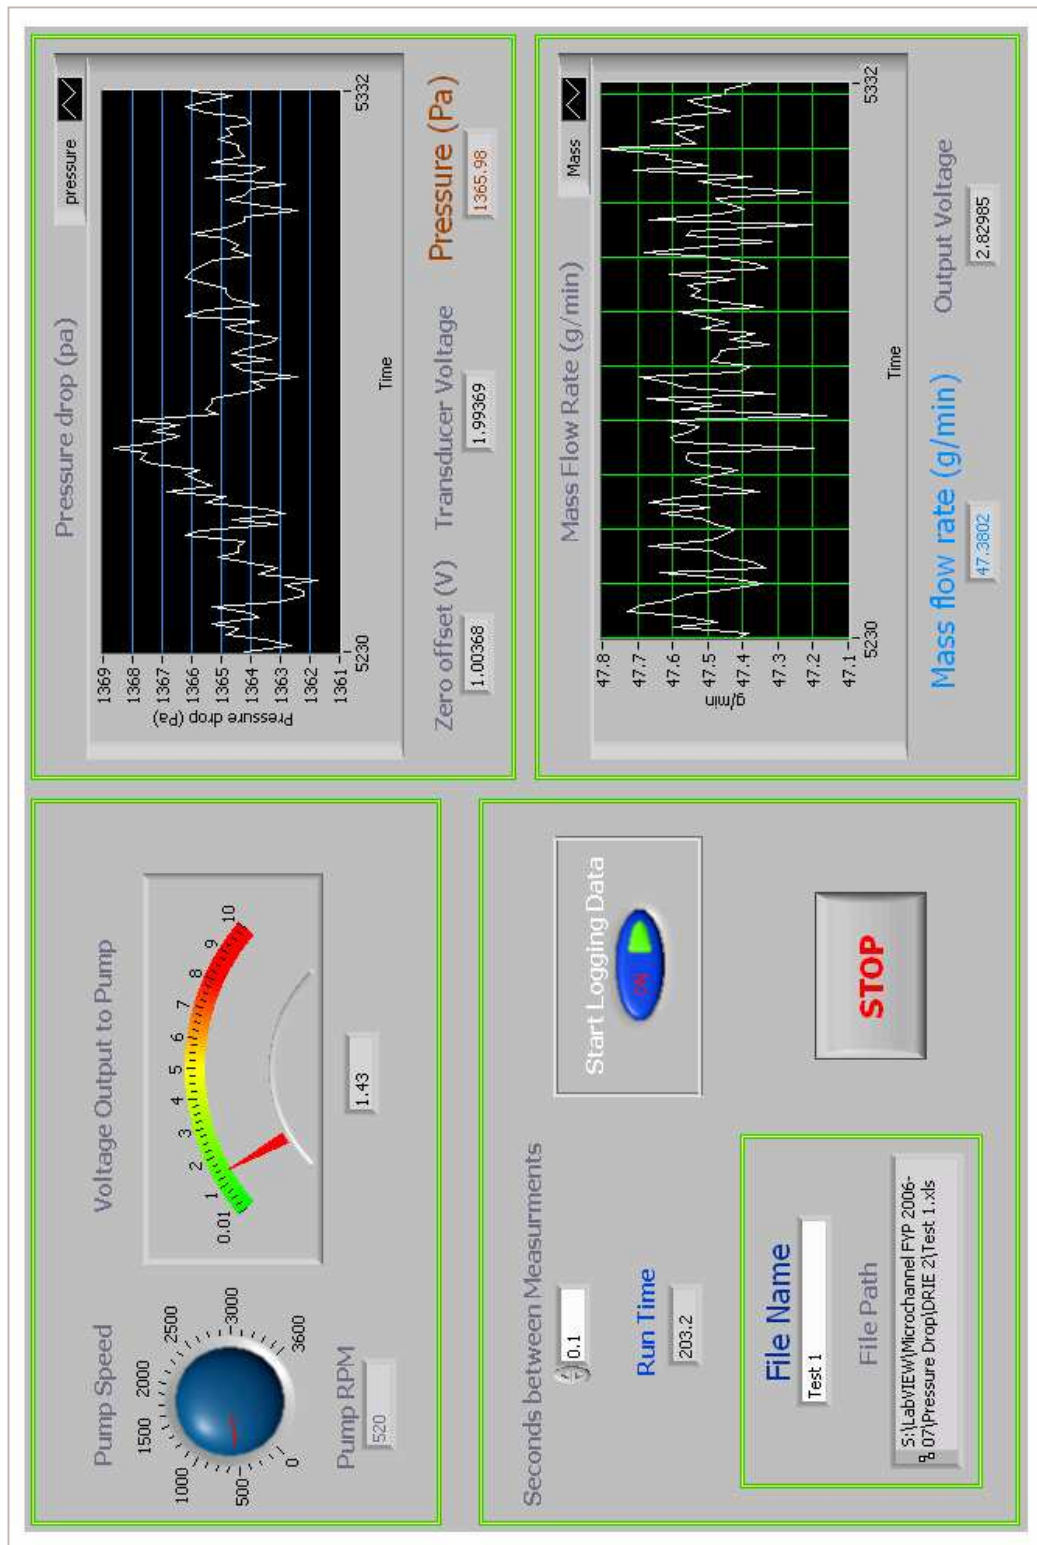 Pump Speed
0
500
1000
1500
2000
2500
3000
3600
Pump RPM
520
Voltage Output to Pump
0.01 1 2 3 4 5 6 7 8 9 10
1.43
Seconds between Measurments
0.1
Run Time
203.2
Start Logging Data
ON
File Name
Test 1
File Path
S:\LabVIEW\Microchannel FYP 2006-
07\Pressure Drop\DRIE 2\Test 1.xls
STOP
Pressure drop (pa)
pressure
Pressure drop (Pa)
1369
1368
1367
1366
1365
1364
1363
1362
1361
5230
5332
Time
Zero offset (V)
1.00368
Transducer Voltage
1.99369
Pressure (Pa)
1365.98
Mass Flow Rate (g/min)
Mass
g/min
47.8
47.7
47.6
47.5
47.4
47.3
47.2
47.1
5230
5332
Time
Mass flow rate (g/min)
47.3802
Output Voltage
2.82985